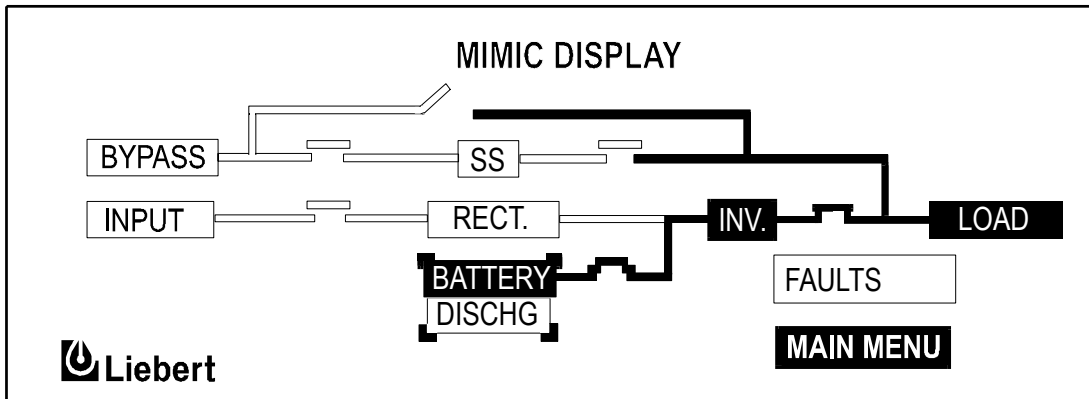 MIMIC DISPLAY
BYPASS
SS
INPUT
RECT.
INV.
LOAD
BATTERY
DISCHG
FAULTS
MAIN MENU
Liebert